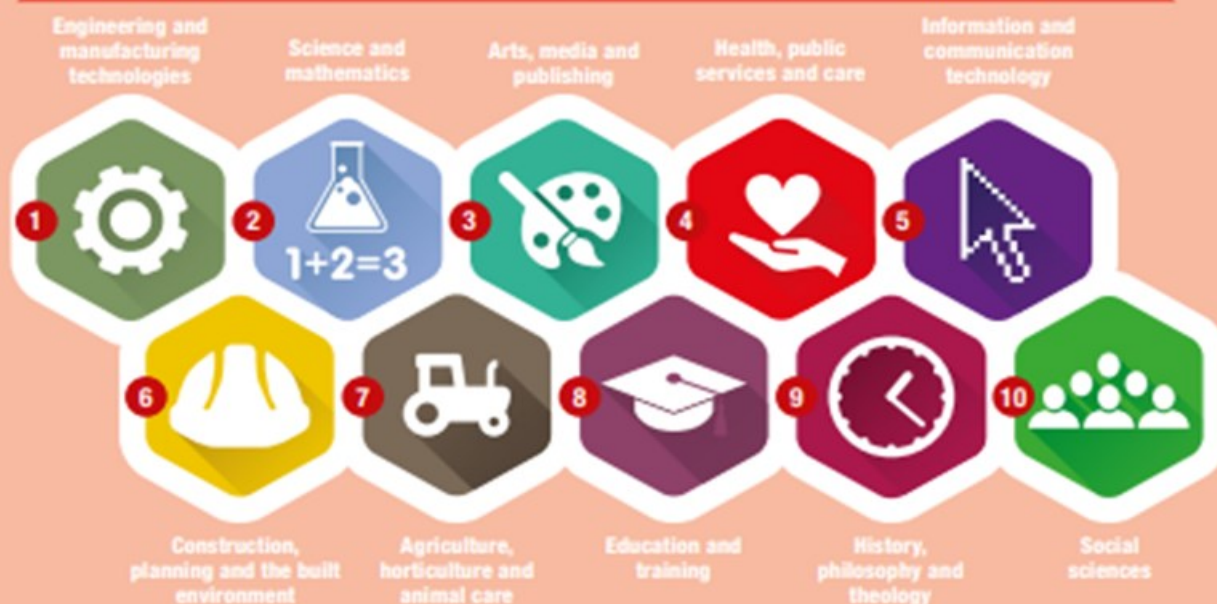 Engineering and
manufacturing
technologies
Science and
mathematics
Arts, media and
publishing
Health, public
services and care
Information and
communication
technology
1
2
1+2=3
3
4
5
6
7
8
9
10
Construction,
planning and the built
environment
Agriculture,
horticulture and
animal care
Education and
training
History,
philosophy and
theology
Social
sciences